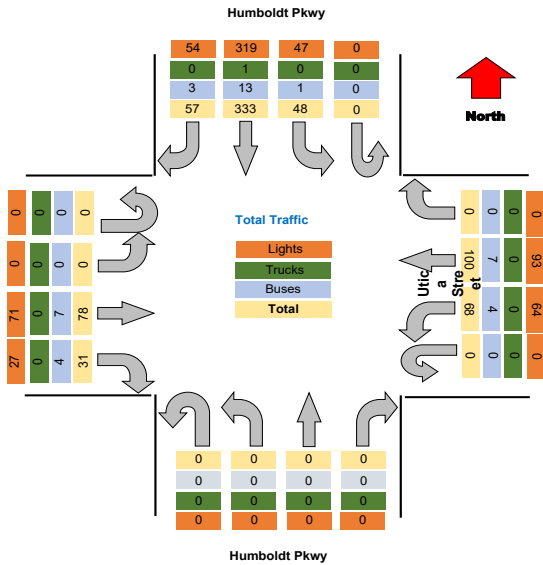 Humboldt Pkwy
54 319 47 0
0 1 0 0
3 13 1 0
57 333 48 0
North
0 0 0 0
0 0 0 0
71 0 7 78
27 0 4 31
Total Traffic
Lights
Trucks
Buses
Total
0 0 0 0
100 7 0 93
68 4 0 64
0 0 0 0
Utic
a
Stre
et
0 0 0 0
0 0 0 0
0 0 0 0
0 0 0 0
Humboldt Pkwy